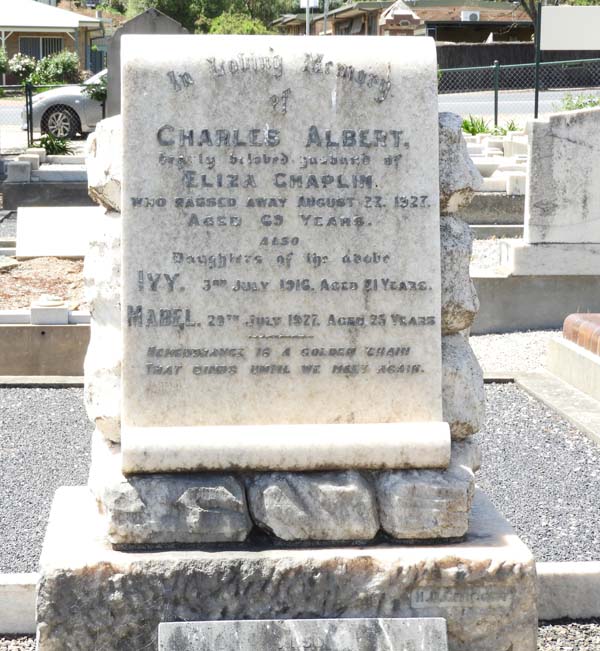 In Loving Memory
of
CHARLES ALBERT.
Dearly beloved husband of
ELIZA CHAPLIN.
WHO PASSED AWAY AUGUST 27, 1927.
AGED 69 YEARS.
ALSO
Daughters of the above
IVY. 3RD JULY 1916. AGED 21 YEARS.
MABEL. 29TH JULY 1927. AGED 25 YEARS
REMEMBRANCE IS A GOLDEN CHAIN
THAT BINDS UNTIL WE MEET AGAIN.